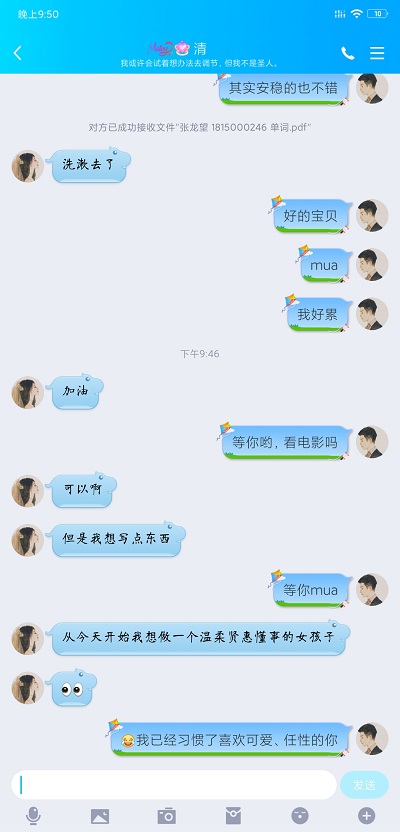 晚上9:50
10
清
我或许会试着想办法去调节，但我不是圣人。
其实安稳的也不错
对方已成功接收文件"张龙望 1815000246 单词.pdf"
洗漱去了
好的宝贝
mua
我好累
下午9:46
加油
等你哟，看电影吗
可以啊
但是我想写点东西
等你mua
从今天开始我想做一个温柔贤惠懂事的女孩子
我已经习惯了喜欢可爱、任性的你
发送